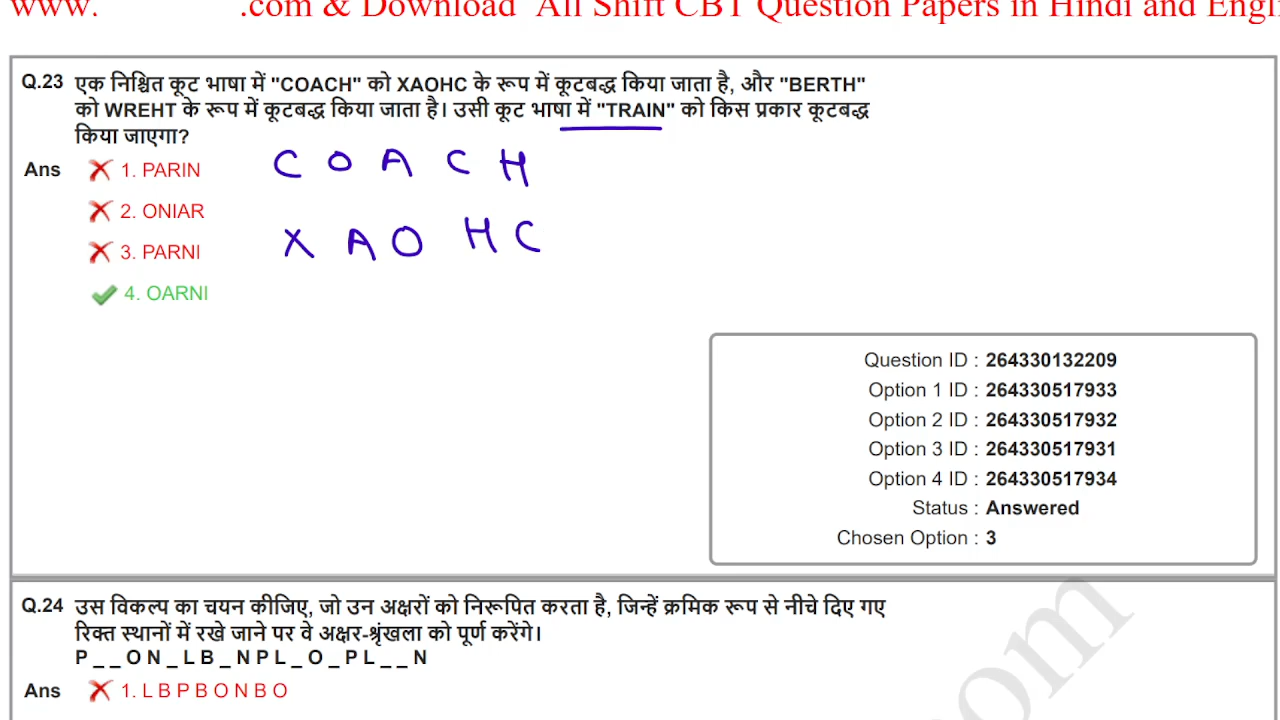 www. .com & Download All Shift CBT Question Papers in Hindi and Engli
Q.23 एक निश्चित कूट भाषा में "COACH" को XAOHC के रूप में कूटबद्ध किया जाता है, और "BERTH"
को WREHT के रूप में कूटबद्ध किया जाता है। उसी कूट भाषा में "TRAIN" को किस प्रकार कूटबद्ध
किया जाएगा?
Ans 1. PARIN
2. ONIAR
3. PARNI
4. OARNI
C O A C H
X A O H C
Question ID : 264330132209
Option 1 ID : 264330517933
Option 2 ID : 264330517932
Option 3 ID : 264330517931
Option 4 ID : 264330517934
Status : Answered
Chosen Option : 3
Q.24 उस विकल्प का चयन कीजिए, जो उन अक्षरों को निरूपित करता है, जिन्हें क्रमिक रूप से नीचे दिए गए
रिक्त स्थानों में रखे जाने पर वे अक्षर-श्रृंखला को पूर्ण करेंगे।
P _ _ O N _ L B _ N P L _ O _ P L _ _ N
Ans 1. L B P B O N B O
om